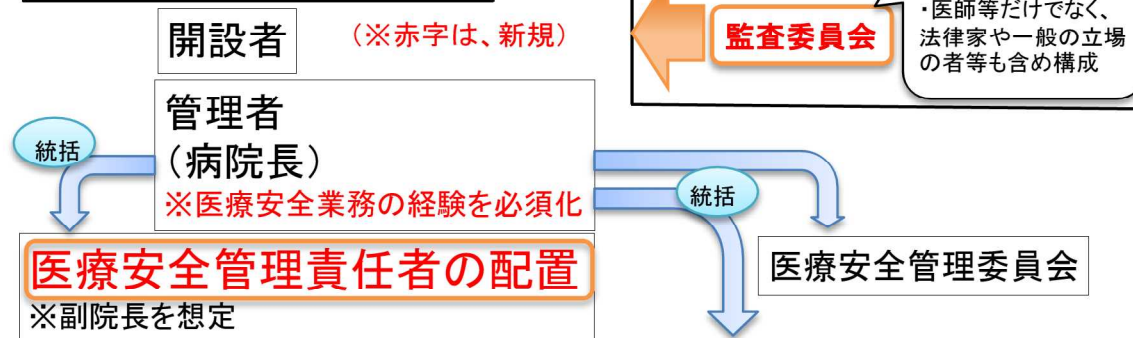 開設者
(※赤字は、新規)
監査委員会
・医師等だけでなく、
法律家や一般の立場
の者等も含め構成
管理者
(病院長)
※医療安全業務の経験を必須化
統括
統括
医療安全管理責任者の配置
※副院長を想定
医療安全管理委員会